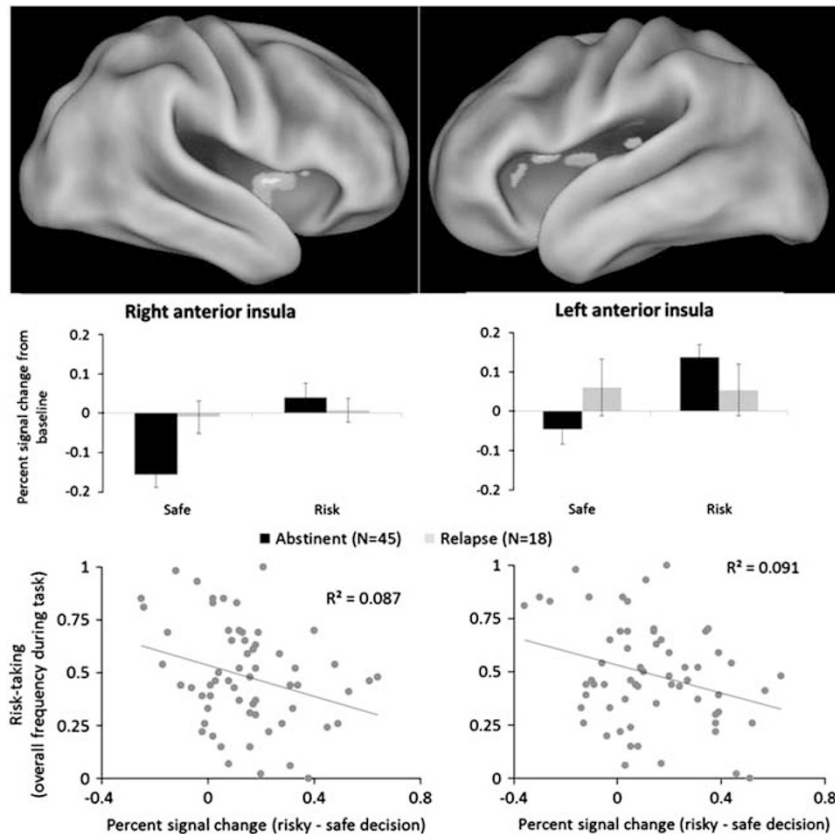 Right anterior insula
Left anterior insula
Percent signal change from
baseline
0.2
0.1
0
-0.1
-0.2
Safe
Risk
0.2
0.1
0
0.1
0.2
Safe
Risk
Abstinent (N=45)
Relapse (N=18)
Risk-taking
(overall frequency during task)
1
0.75
0.5
0.25
0
R² = 0.087
-0.4
0
0.4
0.8
Percent signal change (risky - safe decision)
1
0.75
0.5
0.25
0
R² = 0.091
-0.4
0
0.4
0.8
Percent signal change (risky - safe decision)